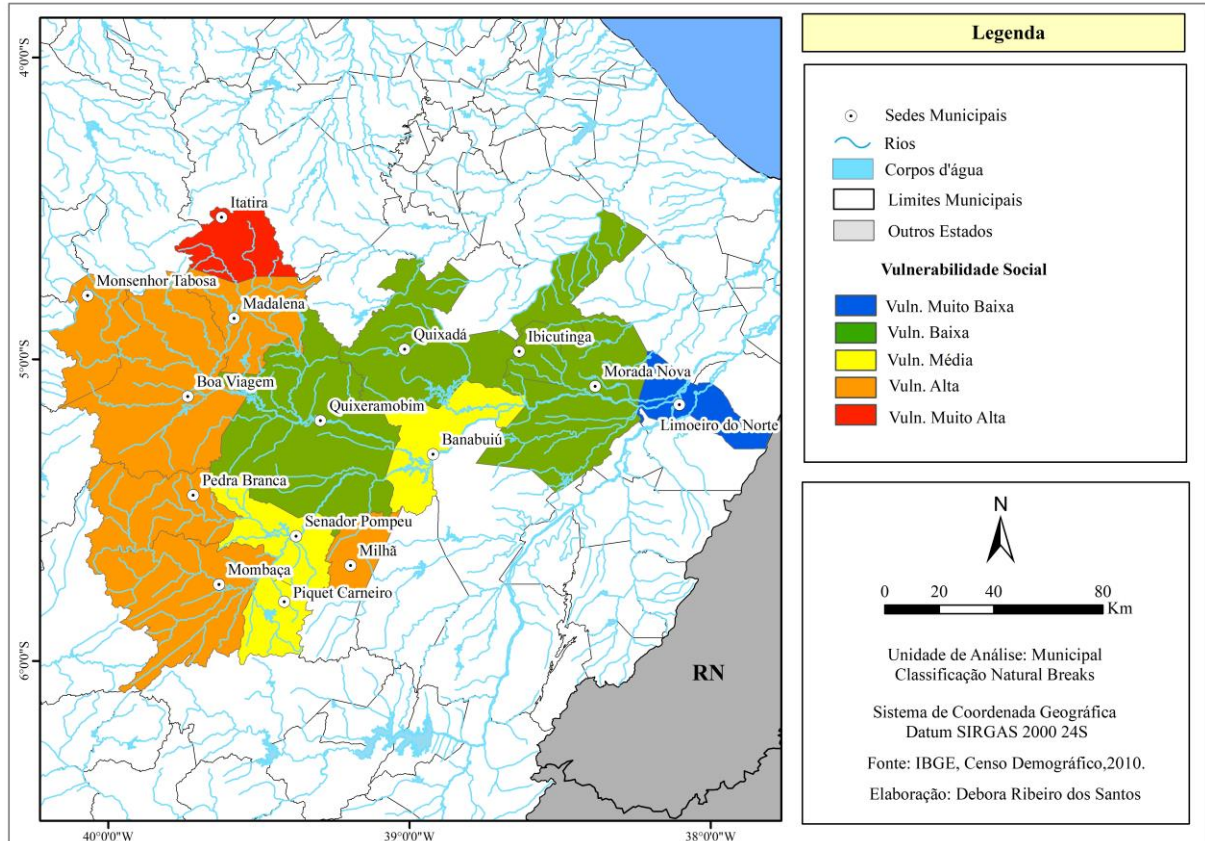 4°0'0"S
5°0'0"S
6°0'0"S
40°0'0"W
39°0'0"W
38°0'0"W
Itatira
Monsenhor Tabosa
Madalena
Quixadá
Ibicutinga
Morada Nova
Boa Viagem
Quixeramobim
Limoeiro do Norte
Banabuiú
Pedra Branca
Senador Pompeu
Milhã
Mombaça
Piquet Carneiro
RN
Legenda
Sedes Municipais
Rios
Corpos d'água
Limites Municipais
Outros Estados
Vulnerabilidade Social
Vuln. Muito Baixa
Vuln. Baixa
Vuln. Média
Vuln. Alta
Vuln. Muito Alta
N
0 20 40 80
Km
Unidade de Análise: Municipal
Classificação Natural Breaks
Sistema de Coordenada Geográfica
Datum SIRGAS 2000 24S
Fonte: IBGE, Censo Demográfico,2010.
Elaboração: Debora Ribeiro dos Santos